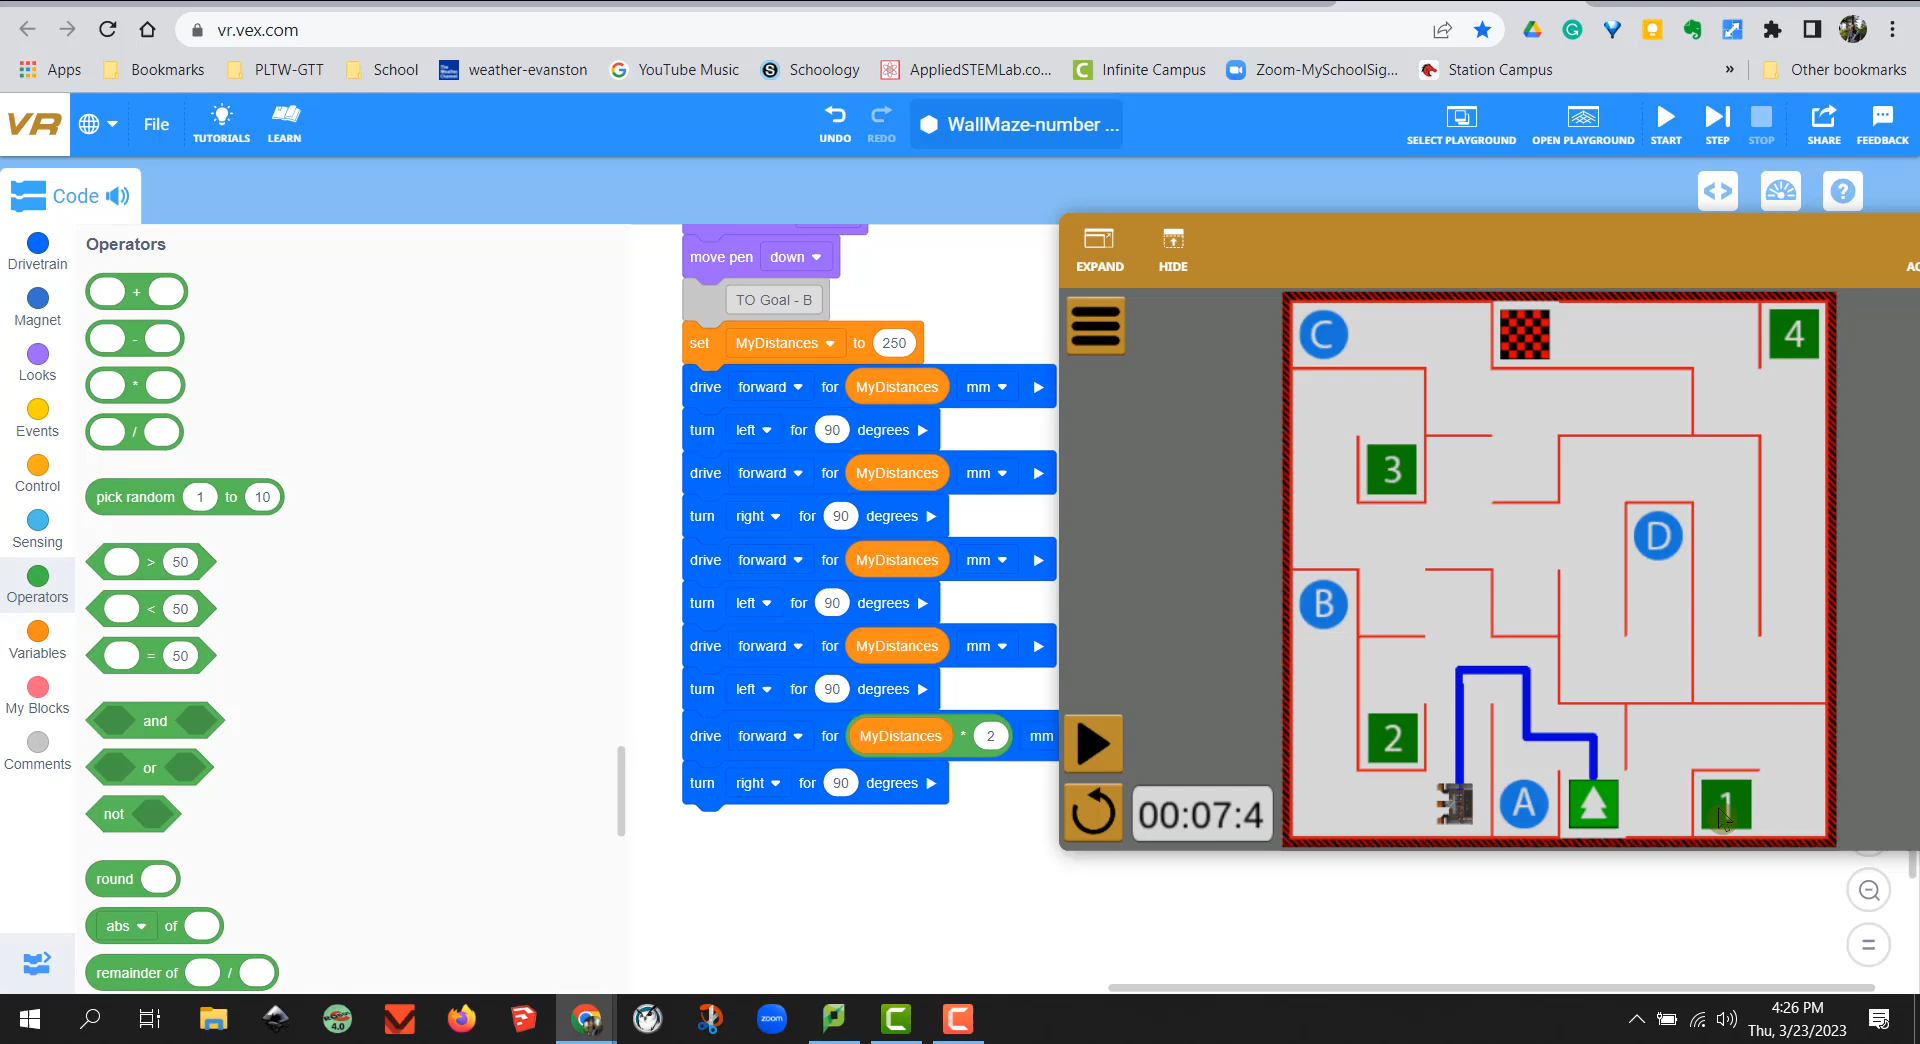 vr.vex.com
Apps Bookmarks PLTW-GTT School weather-evanston YouTube Music Schoology AppliedSTEMLab.co... Infinite Campus Zoom-MySchoolSig... Station Campus » Other bookmarks
VR File TUTORIALS LEARN UNDO REDO WallMaze-number ... SELECT PLAYGROUND OPEN PLAYGROUND START STEP STOP SHARE FEEDBACK
Code
Drivetrain
Magnet
Looks
Events
Control
Sensing
Operators
Variables
My Blocks
Comments
Operators
+
-
*
/
pick random 1 to 10
> 50
< 50
= 50
and
or
not
round
abs of
remainder of /
move pen down
TO Goal - B
set MyDistances to 250
drive forward for MyDistances mm
turn left for 90 degrees
drive forward for MyDistances mm
turn right for 90 degrees
drive forward for MyDistances mm
turn left for 90 degrees
drive forward for MyDistances mm
turn left for 90 degrees
drive forward for MyDistances * 2 mm
turn right for 90 degrees
EXPAND HIDE AC
C 4
3
D
B
2
A 1
00:07:4
4:26 PM
Thu, 3/23/2023
4.0
zoom